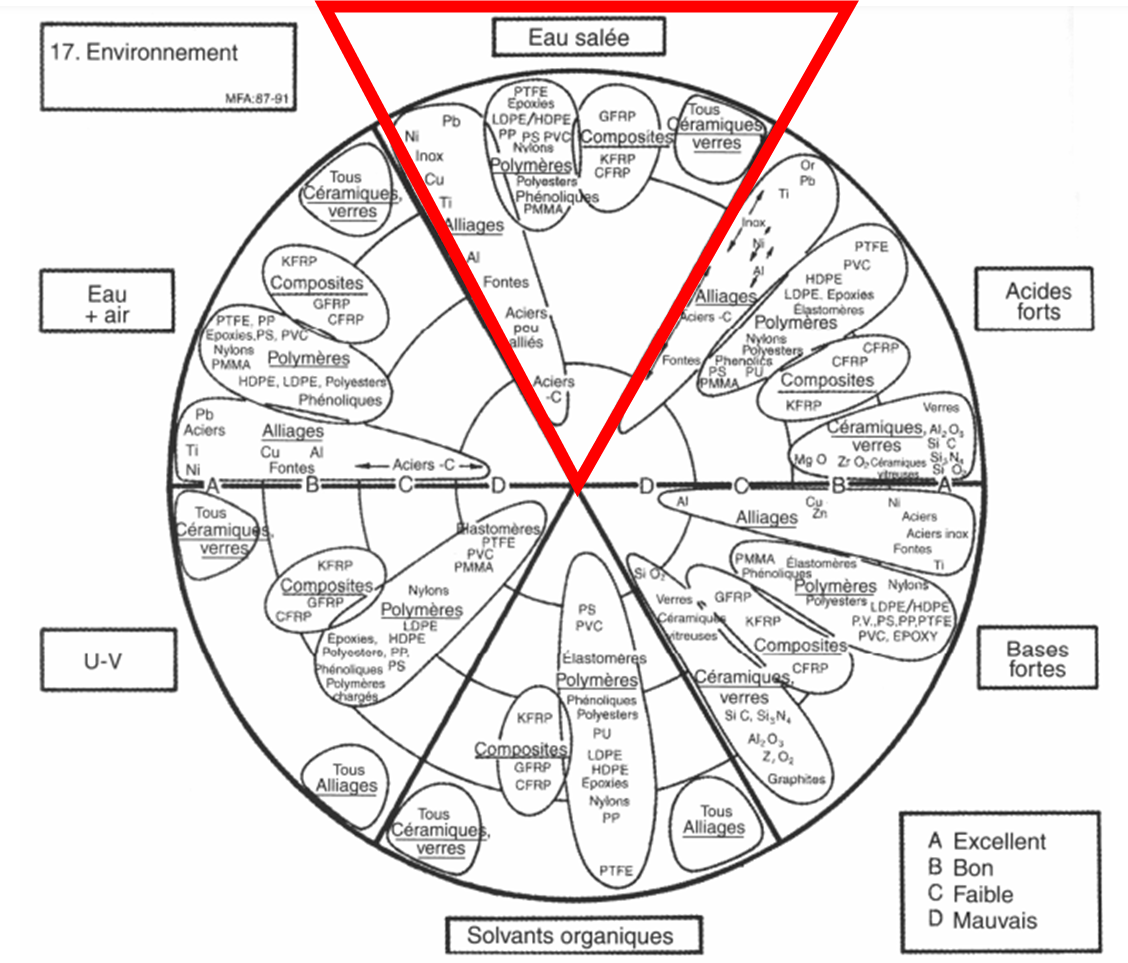 17. Environnement
MFA:87-91
Eau salée
Pb
Ni
Inox
Cu
Ti
Alliages
Al
Fontes
Aciers
peu
alliés
Aciers
-C
PTFE
Epoxies
LDPE/HDPE
PP PS PVC
Nylons
Polymères
Polyesters
Phénoliques
PMMA
GFRP
Composites
KFRP
CFRP
Tous
Céramiques,
verres
Acides
forts
Or
Pb
Ti
Inox
Ni
Al
Alliages
Aciers -C
Fontes
PTFE
PVC
HDPE
LDPE, Epoxies
Élastomères
Polymères
Nylons
Polyesters
Phenolics
PS PU
PMMA
CFRP
CFRP
Composites
KFRP
Verres
Céramiques,
verres
Al₂O₃
Si C
Si₃N₄
Si O₂
Mg O
Zr O₂ Céramiques
vitreuses
Eau
+ air
Tous
Céramiques,
verres
KFRP
Composites
GFRP
CFRP
PTFE, PP
Epoxies,PS, PVC
Nylons
Polymères
PMMA
HDPE, LDPE, Polyesters
Phénoliques
Pb
Aciers
Alliages
Ti
Cu Al
Ni
Fontes
Aciers -C
A B C D D C B A
U-V
Tous
Céramiques,
verres
KFRP
Composites
GFRP
CFRP
Élastomères
PTFE
PVC
PMMA
Nylons
Polymères
LDPE
Époxies, HDPE
Polyesters, PP,
Phénoliques PS
Polymères
chargés
Tous
Alliages
Bases
fortes
Al
Cu
Zn
Alliages
Ni
Aciers
Aciers inox
Fontes
Ti
PMMA
Élastomères
Phénoliques
Polymères
Nylons
Polyesters
LDPE/HDPE
P.V.,PS,PP,PTFE
PVC, EPOXY
GFRP
KFRP
Composites
CFRP
Si O₂
Verres
Céramiques
vitreuses
Céramiques,
verres
Si C, Si₃N₄
Al₂O₃
Z, O₂
Graphites
PS
PVC
Élastomères
Polymères
Phénoliques
Polyesters
PU
LDPE
HDPE
Epoxies
Nylons
PP
PTFE
KFRP
Composites
GFRP
CFRP
Tous
Céramiques,
verres
Tous
Alliages
Solvants organiques
A Excellent
B Bon
C Faible
D Mauvais